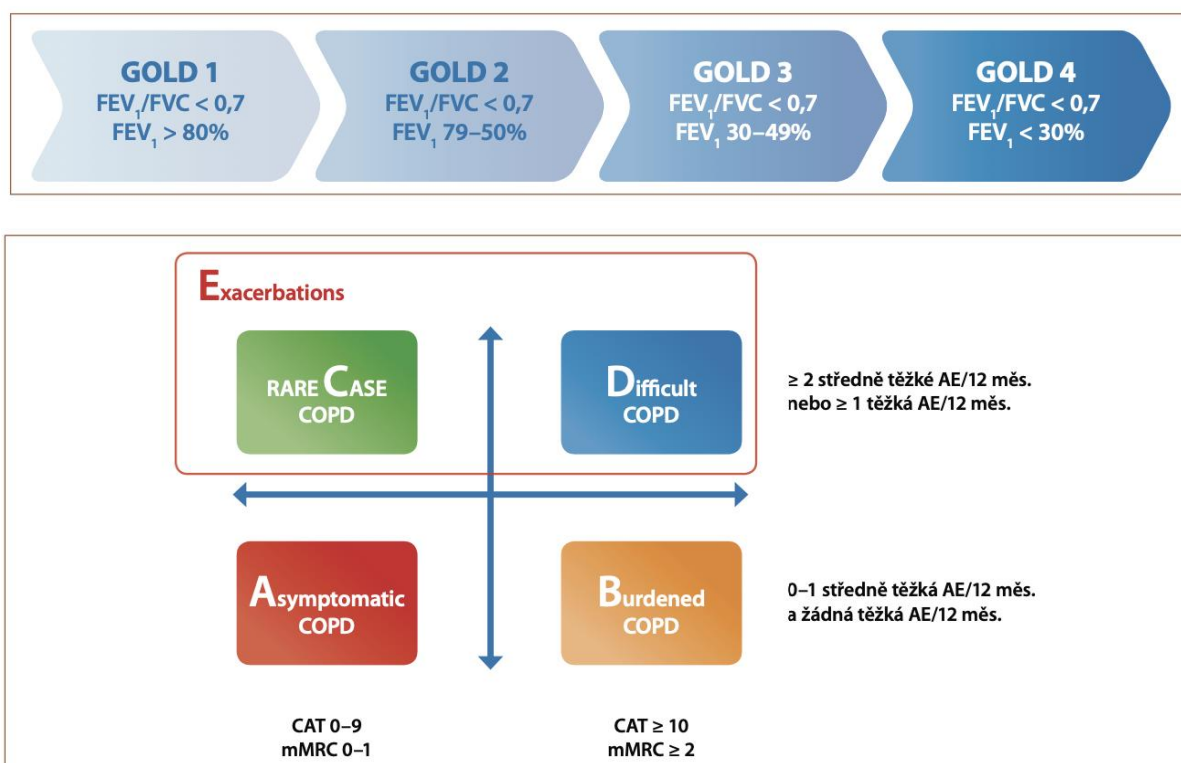 GOLD 1
FEV₁/FVC < 0,7
FEV₁ > 80%
GOLD 2
FEV₁/FVC < 0,7
FEV₁ 79–50%
GOLD 3
FEV₁/FVC < 0,7
FEV₁ 30–49%
GOLD 4
FEV₁/FVC < 0,7
FEV₁ < 30%
Exacerbations
RARE CASE
COPD
Difficult
COPD
≥ 2 středně těžké AE/12 měs.
nebo ≥ 1 těžká AE/12 měs.
Asymptomatic
COPD
Burdened
COPD
0–1 středně těžká AE/12 měs.
a žádná těžká AE/12 měs.
CAT 0–9
mMRC 0–1
CAT ≥ 10
mMRC ≥ 2